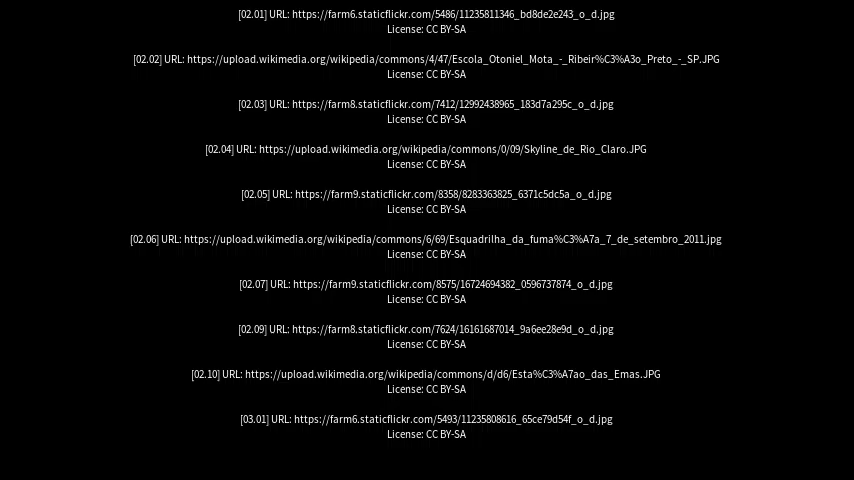 [02.01] URL: https://farm6.staticflickr.com/5486/11235811346_bd8de2e243_o_d.jpg
License: CC BY-SA
[02.02] URL: https://upload.wikimedia.org/wikipedia/commons/4/47/Escola_Otoniel_Mota_-_Ribeir%C3%A3o_Preto_-_SP.JPG
License: CC BY-SA
[02.03] URL: https://farm8.staticflickr.com/7412/12992438965_183d7a295c_o_d.jpg
License: CC BY-SA
[02.04] URL: https://upload.wikimedia.org/wikipedia/commons/0/09/Skyline_de_Rio_Claro.JPG
License: CC BY-SA
[02.05] URL: https://farm9.staticflickr.com/8358/8283363825_6371c5dc5a_o_d.jpg
License: CC BY-SA
[02.06] URL: https://upload.wikimedia.org/wikipedia/commons/6/69/Esquadrilha_da_fuma%C3%A7a_7_de_setembro_2011.jpg
License: CC BY-SA
[02.07] URL: https://farm9.staticflickr.com/8575/16724694382_0596737874_o_d.jpg
License: CC BY-SA
[02.09] URL: https://farm8.staticflickr.com/7624/16161687014_9a6ee28e9d_o_d.jpg
License: CC BY-SA
[02.10] URL: https://upload.wikimedia.org/wikipedia/commons/d/d6/Esta%C3%A7ao_das_Emas.JPG
License: CC BY-SA
[03.01] URL: https://farm6.staticflickr.com/5493/11235808616_65ce79d54f_o_d.jpg
License: CC BY-SA